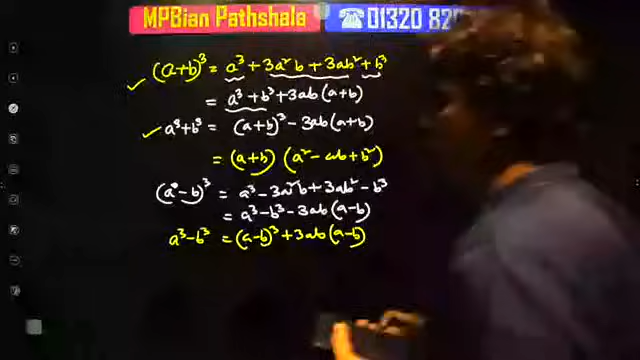 MPBian Pathshala ☎01320 82
(a+b)³ = a³ + 3a²b + 3ab² + b³
= a³ + b³ + 3ab(a+b)
a³+b³ = (a+b)³ - 3ab(a+b)
= (a+b) (a² - ab + b²)
(a - b)³ = a³ - 3a²b + 3ab² - b³
= a³ - b³ - 3ab(a-b)
a³-b³ = (a-b)³ + 3ab(a-b)